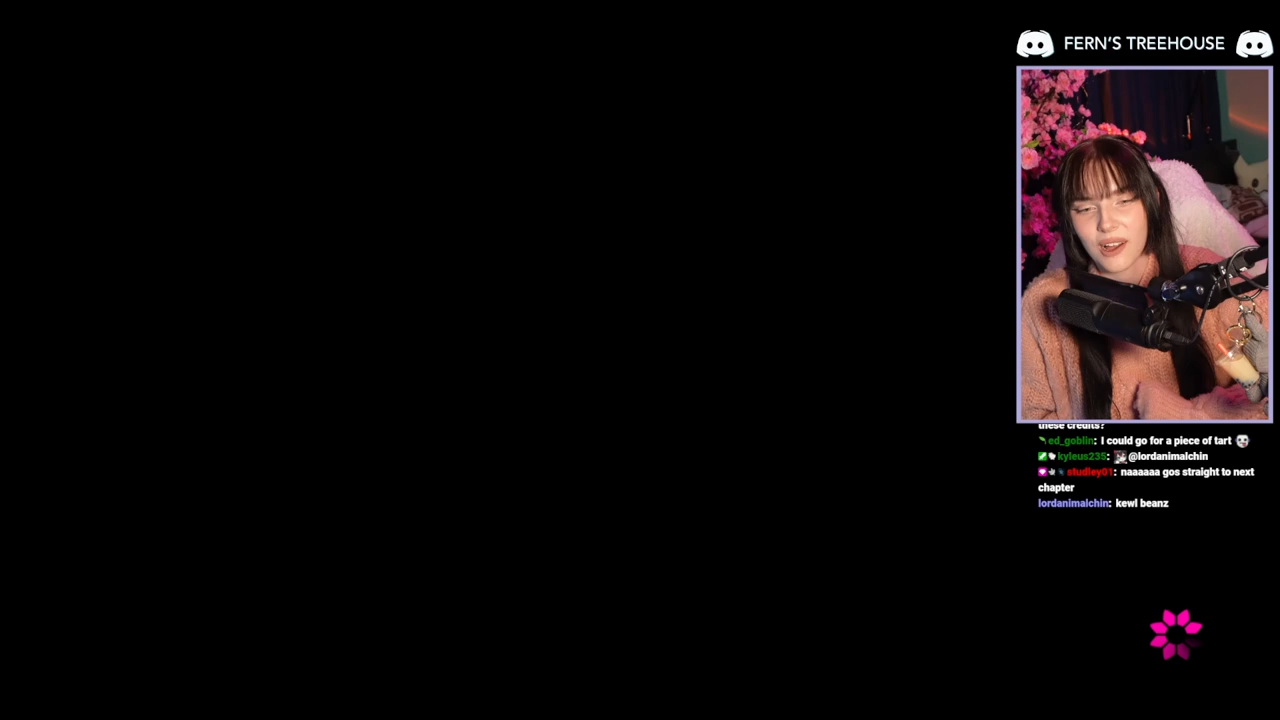 FERN'S TREEHOUSE
these credits?
ed_goblin: I could go for a piece of tart
kyleus235: @lordanimalchin
studley01: naaaaaa gos straight to next
chapter
lordanimalchin: kewl beanz